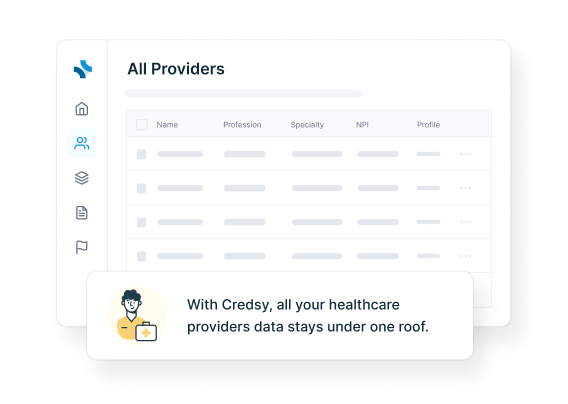 All Providers
Name Profession Specialty NPI Profile
With Credsy, all your healthcare
providers data stays under one roof.